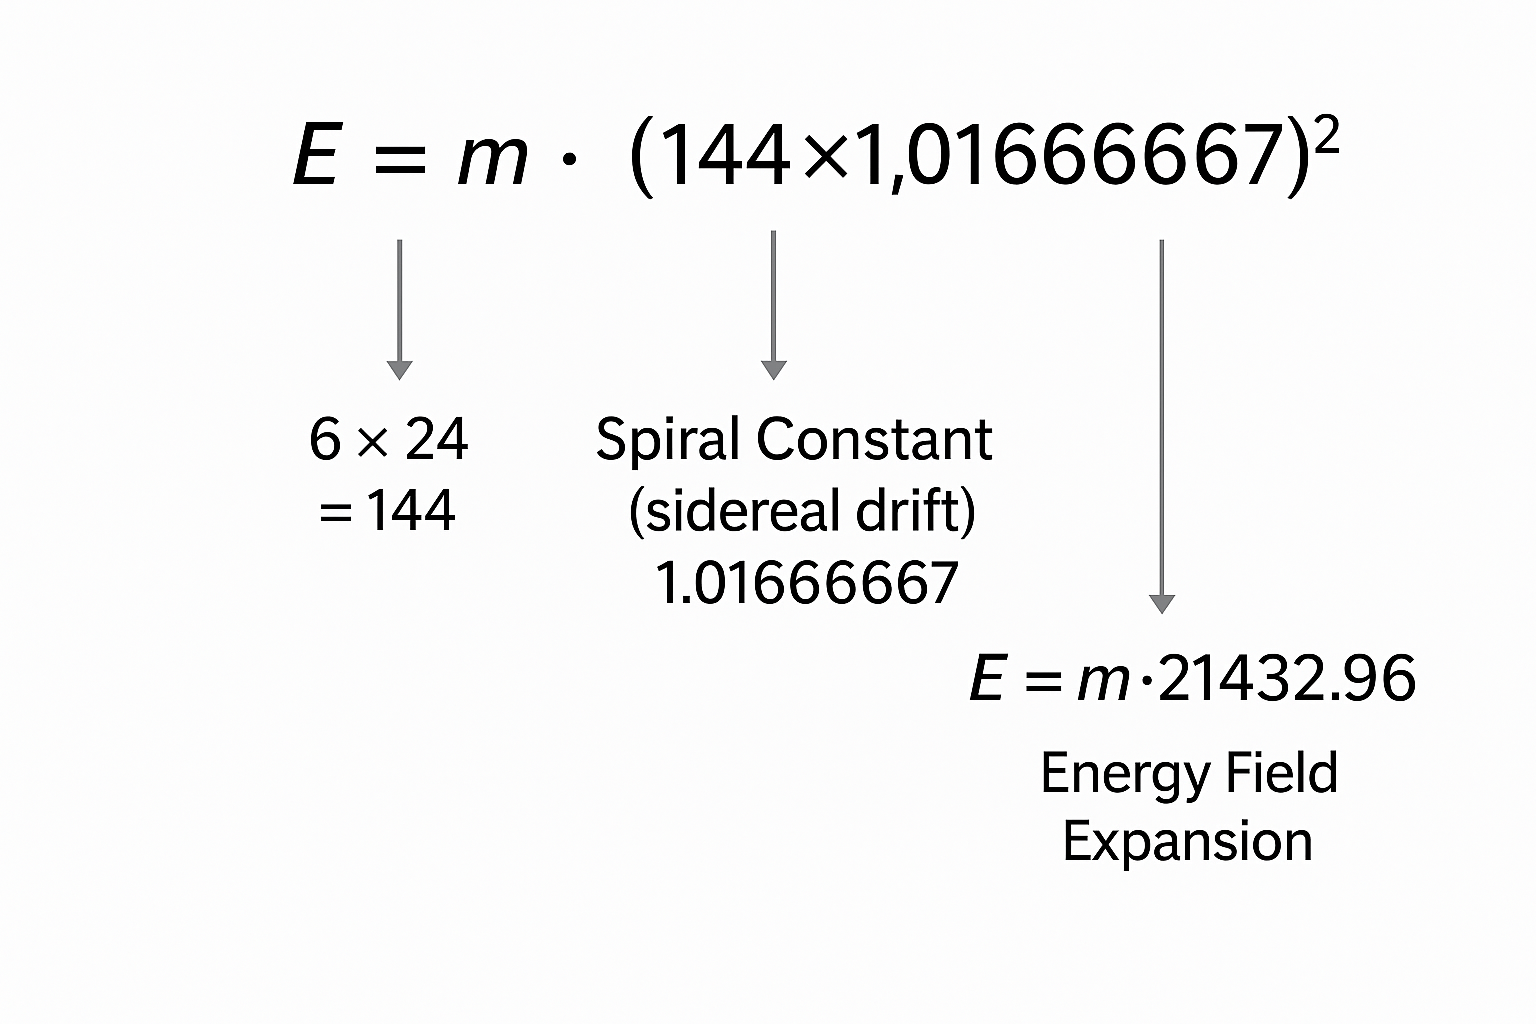 E = m · (144×1,01666667)²
6 × 24
= 144
Spiral Constant
(sidereal drift)
1.01666667
E = m·21432.96
Energy Field
Expansion